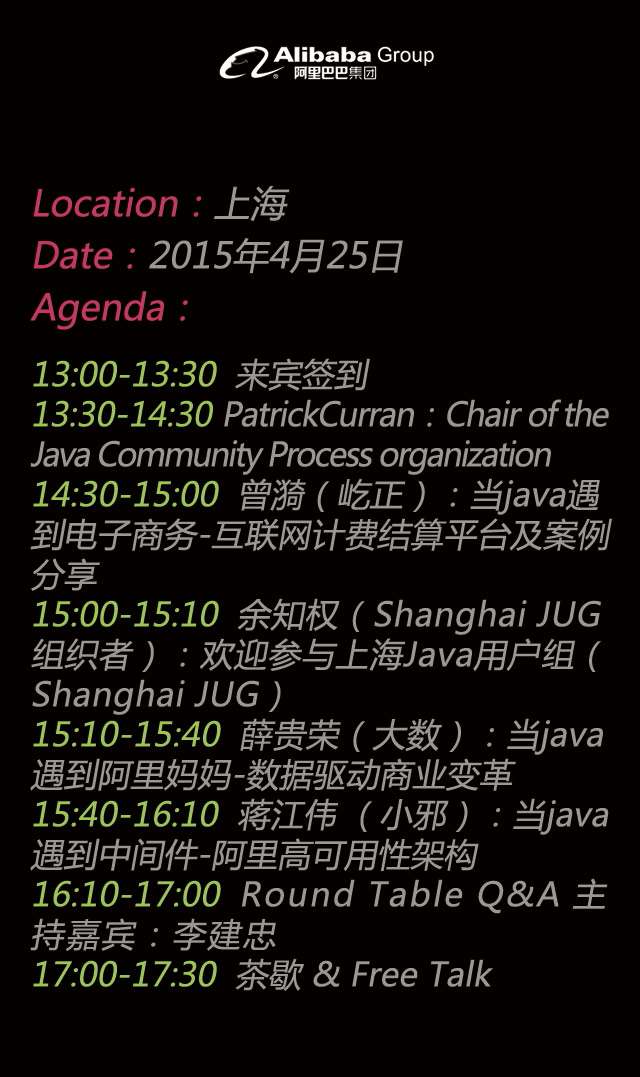 Alibaba Group
阿里巴巴集团
Location：上海
Date：2015年4月25日
Agenda：
13:00-13:30 来宾签到
13:30-14:30 PatrickCurran：Chair of the
Java Community Process organization
14:30-15:00 曾漪（屹正）：当java遇
到电子商务-互联网计费结算平台及案例
分享
15:00-15:10 余知权（Shanghai JUG
组织者）：欢迎参与上海Java用户组（
Shanghai JUG）
15:10-15:40 薛贵荣（大数）：当java
遇到阿里妈妈-数据驱动商业变革
15:40-16:10 蒋江伟 （小邪）：当java
遇到中间件-阿里高可用性架构
16:10-17:00 Round Table Q&A 主
持嘉宾：李建忠
17:00-17:30 茶歇 & Free Talk